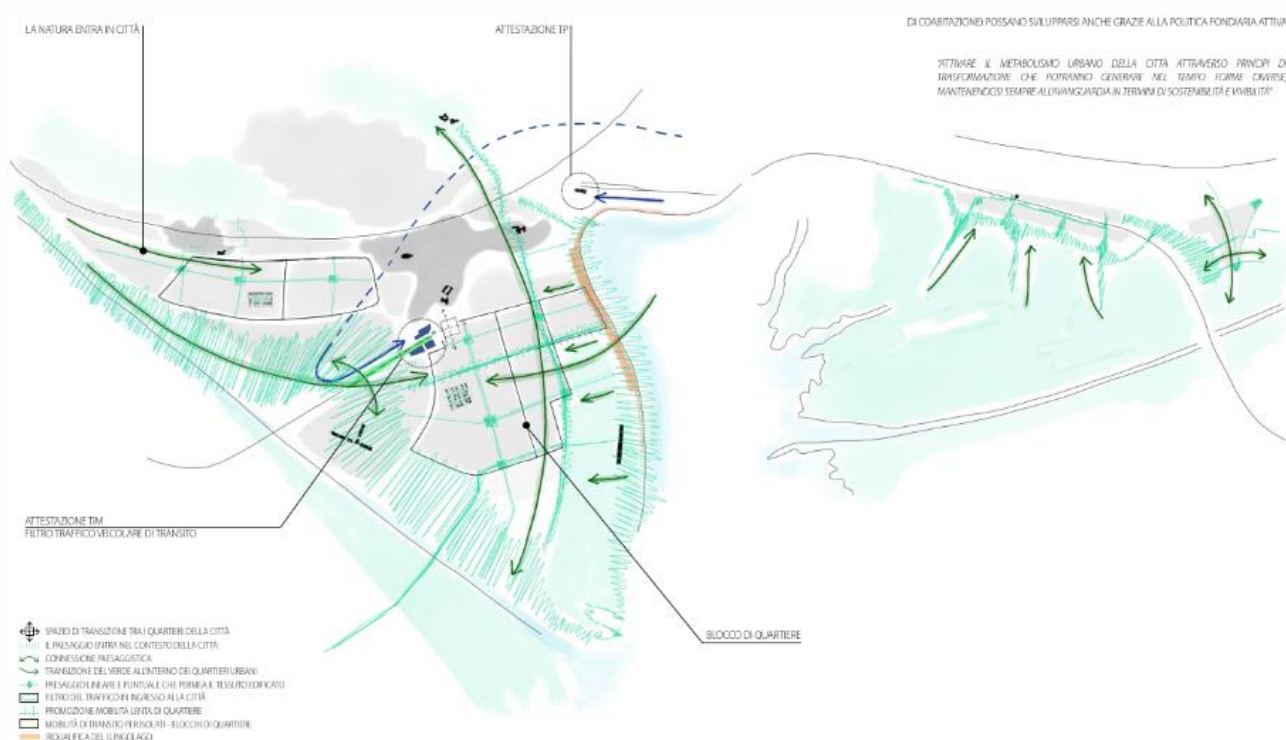 LA NATURA ENTRA IN CITTÀ
ATTESTAZIONE TP
DI COABITAZIONE) POSSANO SVILUPPARSI ANCHE GRAZIE ALLA POLITICA FONDIARIA ATTIVA
"ATTIVARE IL METABOLISMO URBANO DELLA CITTÀ ATTRAVERSO PRINCIPI DI
TRASFORMAZIONE CHE POTRANNO GENERARE NEL TEMPO FORME DIVERSE,
MANTENENDOSI SEMPRE ALL'AVANGUARDIA IN TERMINI DI SOSTENIBILITÀ E VIVIBILITÀ"
ATTESTAZIONE TIM
FILTRO TRAFFICO VEICOLARE DI TRANSITO
BLOCCO DI QUARTIERE
SPAZIO DI TRANSIZIONE TRA I QUARTIERI DELLA CITTÀ
IL PAESAGGIO ENTRA NEL CONTESTO DELLA CITTÀ
CONNESSIONE PAESAGGISTICA
TRANSIZIONE DEL VERDE ALL'INTERNO DEI QUARTIERI URBANI
PAESAGGIO LINEARE E PUNTUALE CHE PERMEA IL TESSUTO EDIFICATO
FILTRO DEL TRAFFICO IN INGRESSO ALLA CITTÀ
PROMOZIONE MOBILITÀ LENTA DI QUARTIERE
MOBILITÀ DI TRANSITO PER ISOLATI - BLOCCHI DI QUARTIERE
RIQUALIFICA DEL LUNGOLAGO